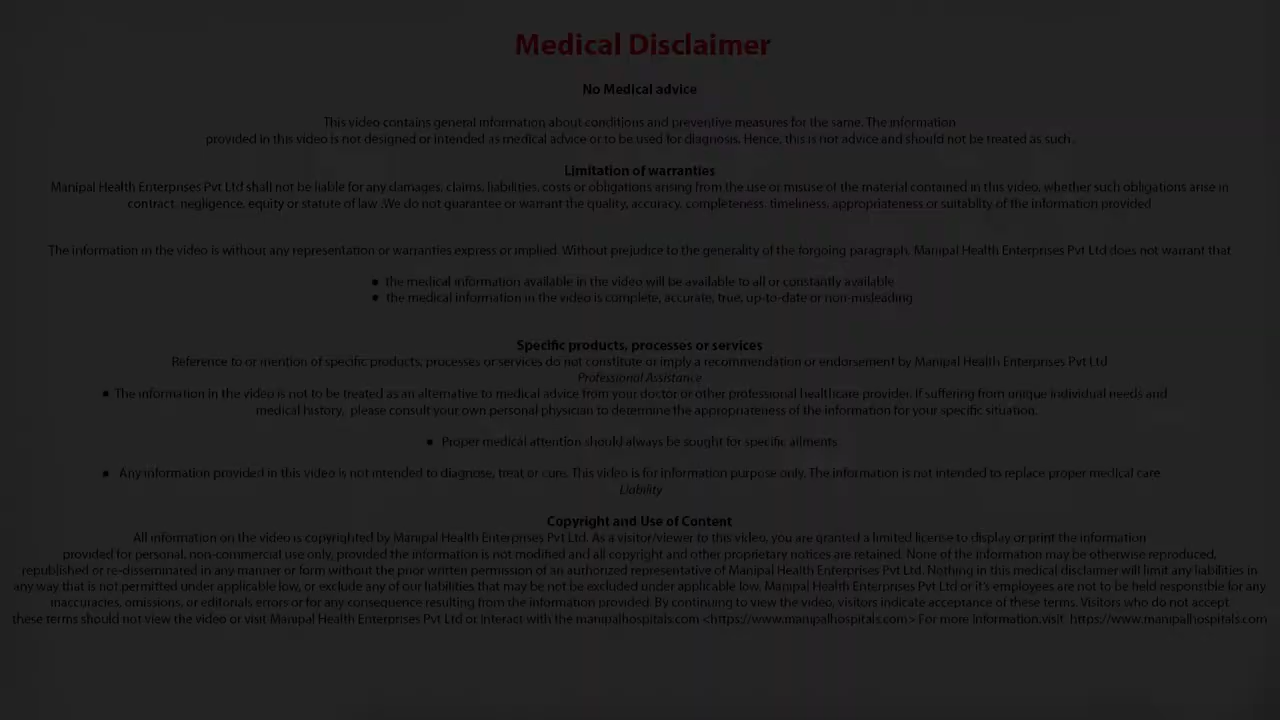 Medical Disclaimer
No Medical advice
This video contains general information about conditions and preventive measures for the same. The information
provided in this video is not designed or intended as medical advice or to be used for diagnosis. Hence, this is not advice and should not be treated as such.
Limitation of warranties
Manipal Health Enterprises Pvt Ltd shall not be liable for any damages, claims, liabilities, costs or obligations arising from the use or misuse of the material contained in this video, whether such obligations arise in
contract, negligence, equity or statute of law .We do not guarantee or warrant the quality, accuracy, completeness, timeliness, appropriateness or suitablity of the information provided
The information in the video is without any representation or warranties express or implied. Without prejudice to the generality of the forgoing paragraph, Manipal Health Enterprises Pvt Ltd does not warrant that
● the medical information available in the video will be available to all or constantly available
● the medical information in the video is complete, accurate, true, up-to-date or non-misleading
Specific products, processes or services
Reference to or mention of specific products, processes or services do not constitute or imply a recommendation or endorsement by Manipal Health Enterprises Pvt Ltd
Professional Assistance
● The information in the video is not to be treated as an alternative to medical advice from your doctor or other professional healthcare provider. If suffering from unique individual needs and
medical history, please consult your own personal physician to determine the appropriateness of the information for your specific situation.
● Proper medical attention should always be sought for specific ailments
● Any information provided in this video is not intended to diagnose, treat or cure. This video is for information purpose only. The information is not intended to replace proper medical care
Liability
Copyright and Use of Content
All information on the video is copyrighted by Manipal Health Enterprises Pvt Ltd. As a visitor/viewer to this video, you are granted a limited license to display or print the information
provided for personal, non-commercial use only, provided the information is not modified and all copyright and other proprietary notices are retained. None of the information may be otherwise reproduced,
republished or re-disseminated in any manner or form without the prior written permission of an authorized representative of Manipal Health Enterprises Pvt Ltd. Nothing in this medical disclaimer will limit any liabilities in
any way that is not permitted under applicable low, or exclude any of our liabilities that may be not be excluded under applicable low. Manipal Health Enterprises Pvt Ltd or it's employees are not to be held responsible for any
inaccuracies, omissions, or editorials errors or for any consequence resulting from the information provided. By continuing to view the video, visitors indicate acceptance of these terms. Visitors who do not accept
these terms should not view the video or visit Manipal Health Enterprises Pvt Ltd or interact with the manipalhospitals.com <https://www.manipalhospitals.com> For more information.visit https://www.manipalhospitals.com